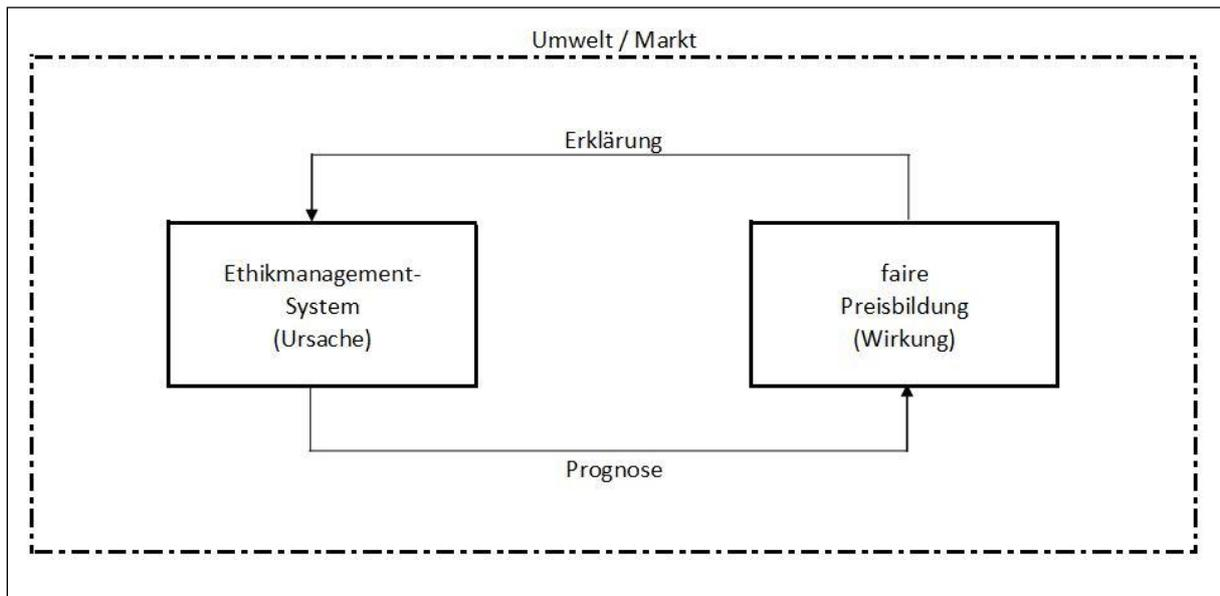 Umwelt / Markt
Erklärung
Ethikmanagement-
System
(Ursache)
faire
Preisbildung
(Wirkung)
Prognose